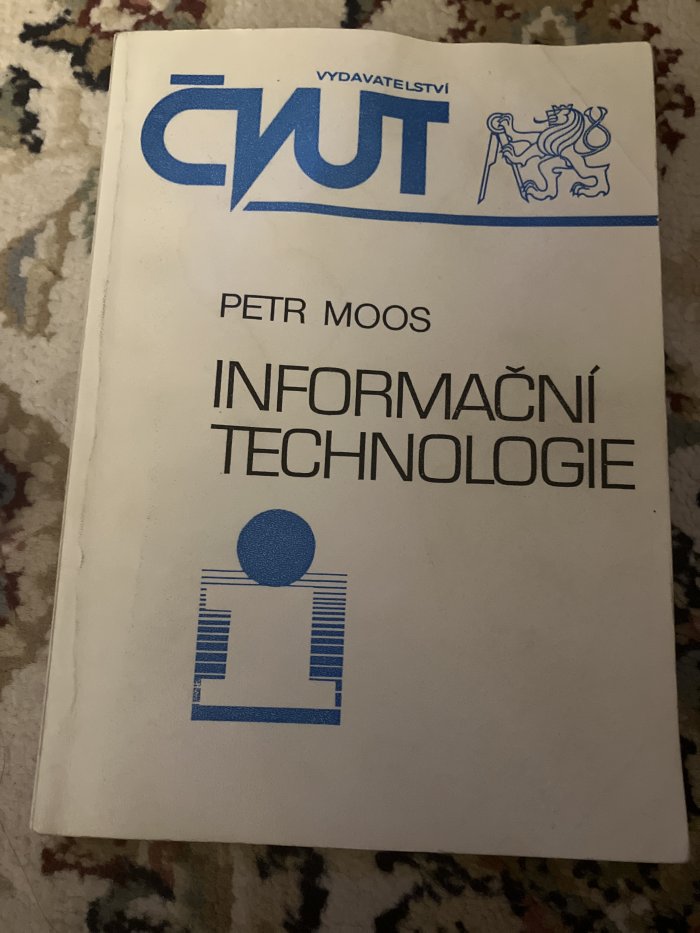 VYDAVATELSTVÍ
ČVUT
PETR MOOS
INFORMAČNÍ
TECHNOLOGIE